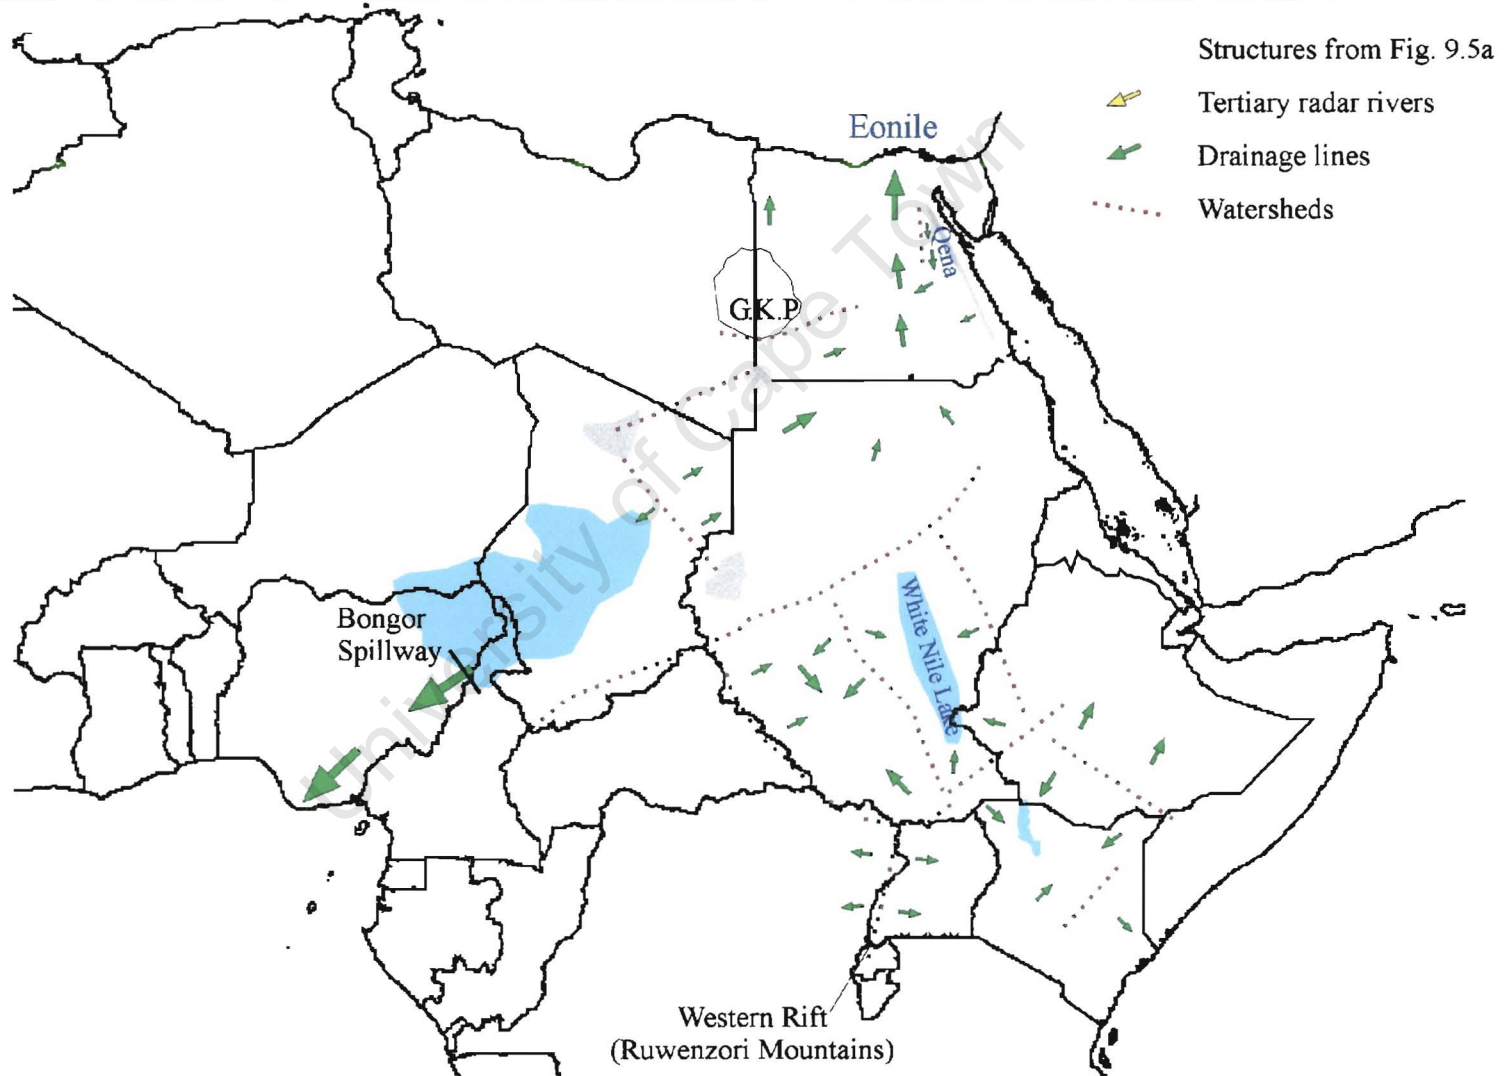 Structures from Fig. 9.5a
Tertiary radar rivers
Drainage lines
Watersheds
Eonile
Qena
G.K.P
Bongor
Spillway
White Nile Lake
Western Rift
(Ruwenzori Mountains)
University of Cape Town